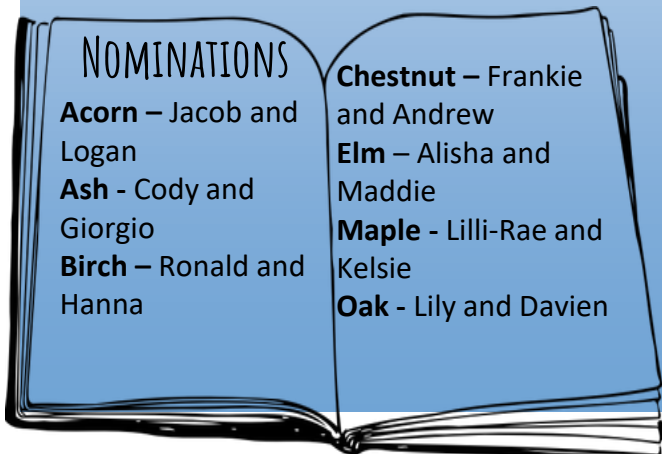 NOMINATIONS
Acorn – Jacob and
Logan
Ash - Cody and
Giorgio
Birch – Ronald and
Hanna
Chestnut – Frankie
and Andrew
Elm – Alisha and
Maddie
Maple - Lilli-Rae and
Kelsie
Oak - Lily and Davien